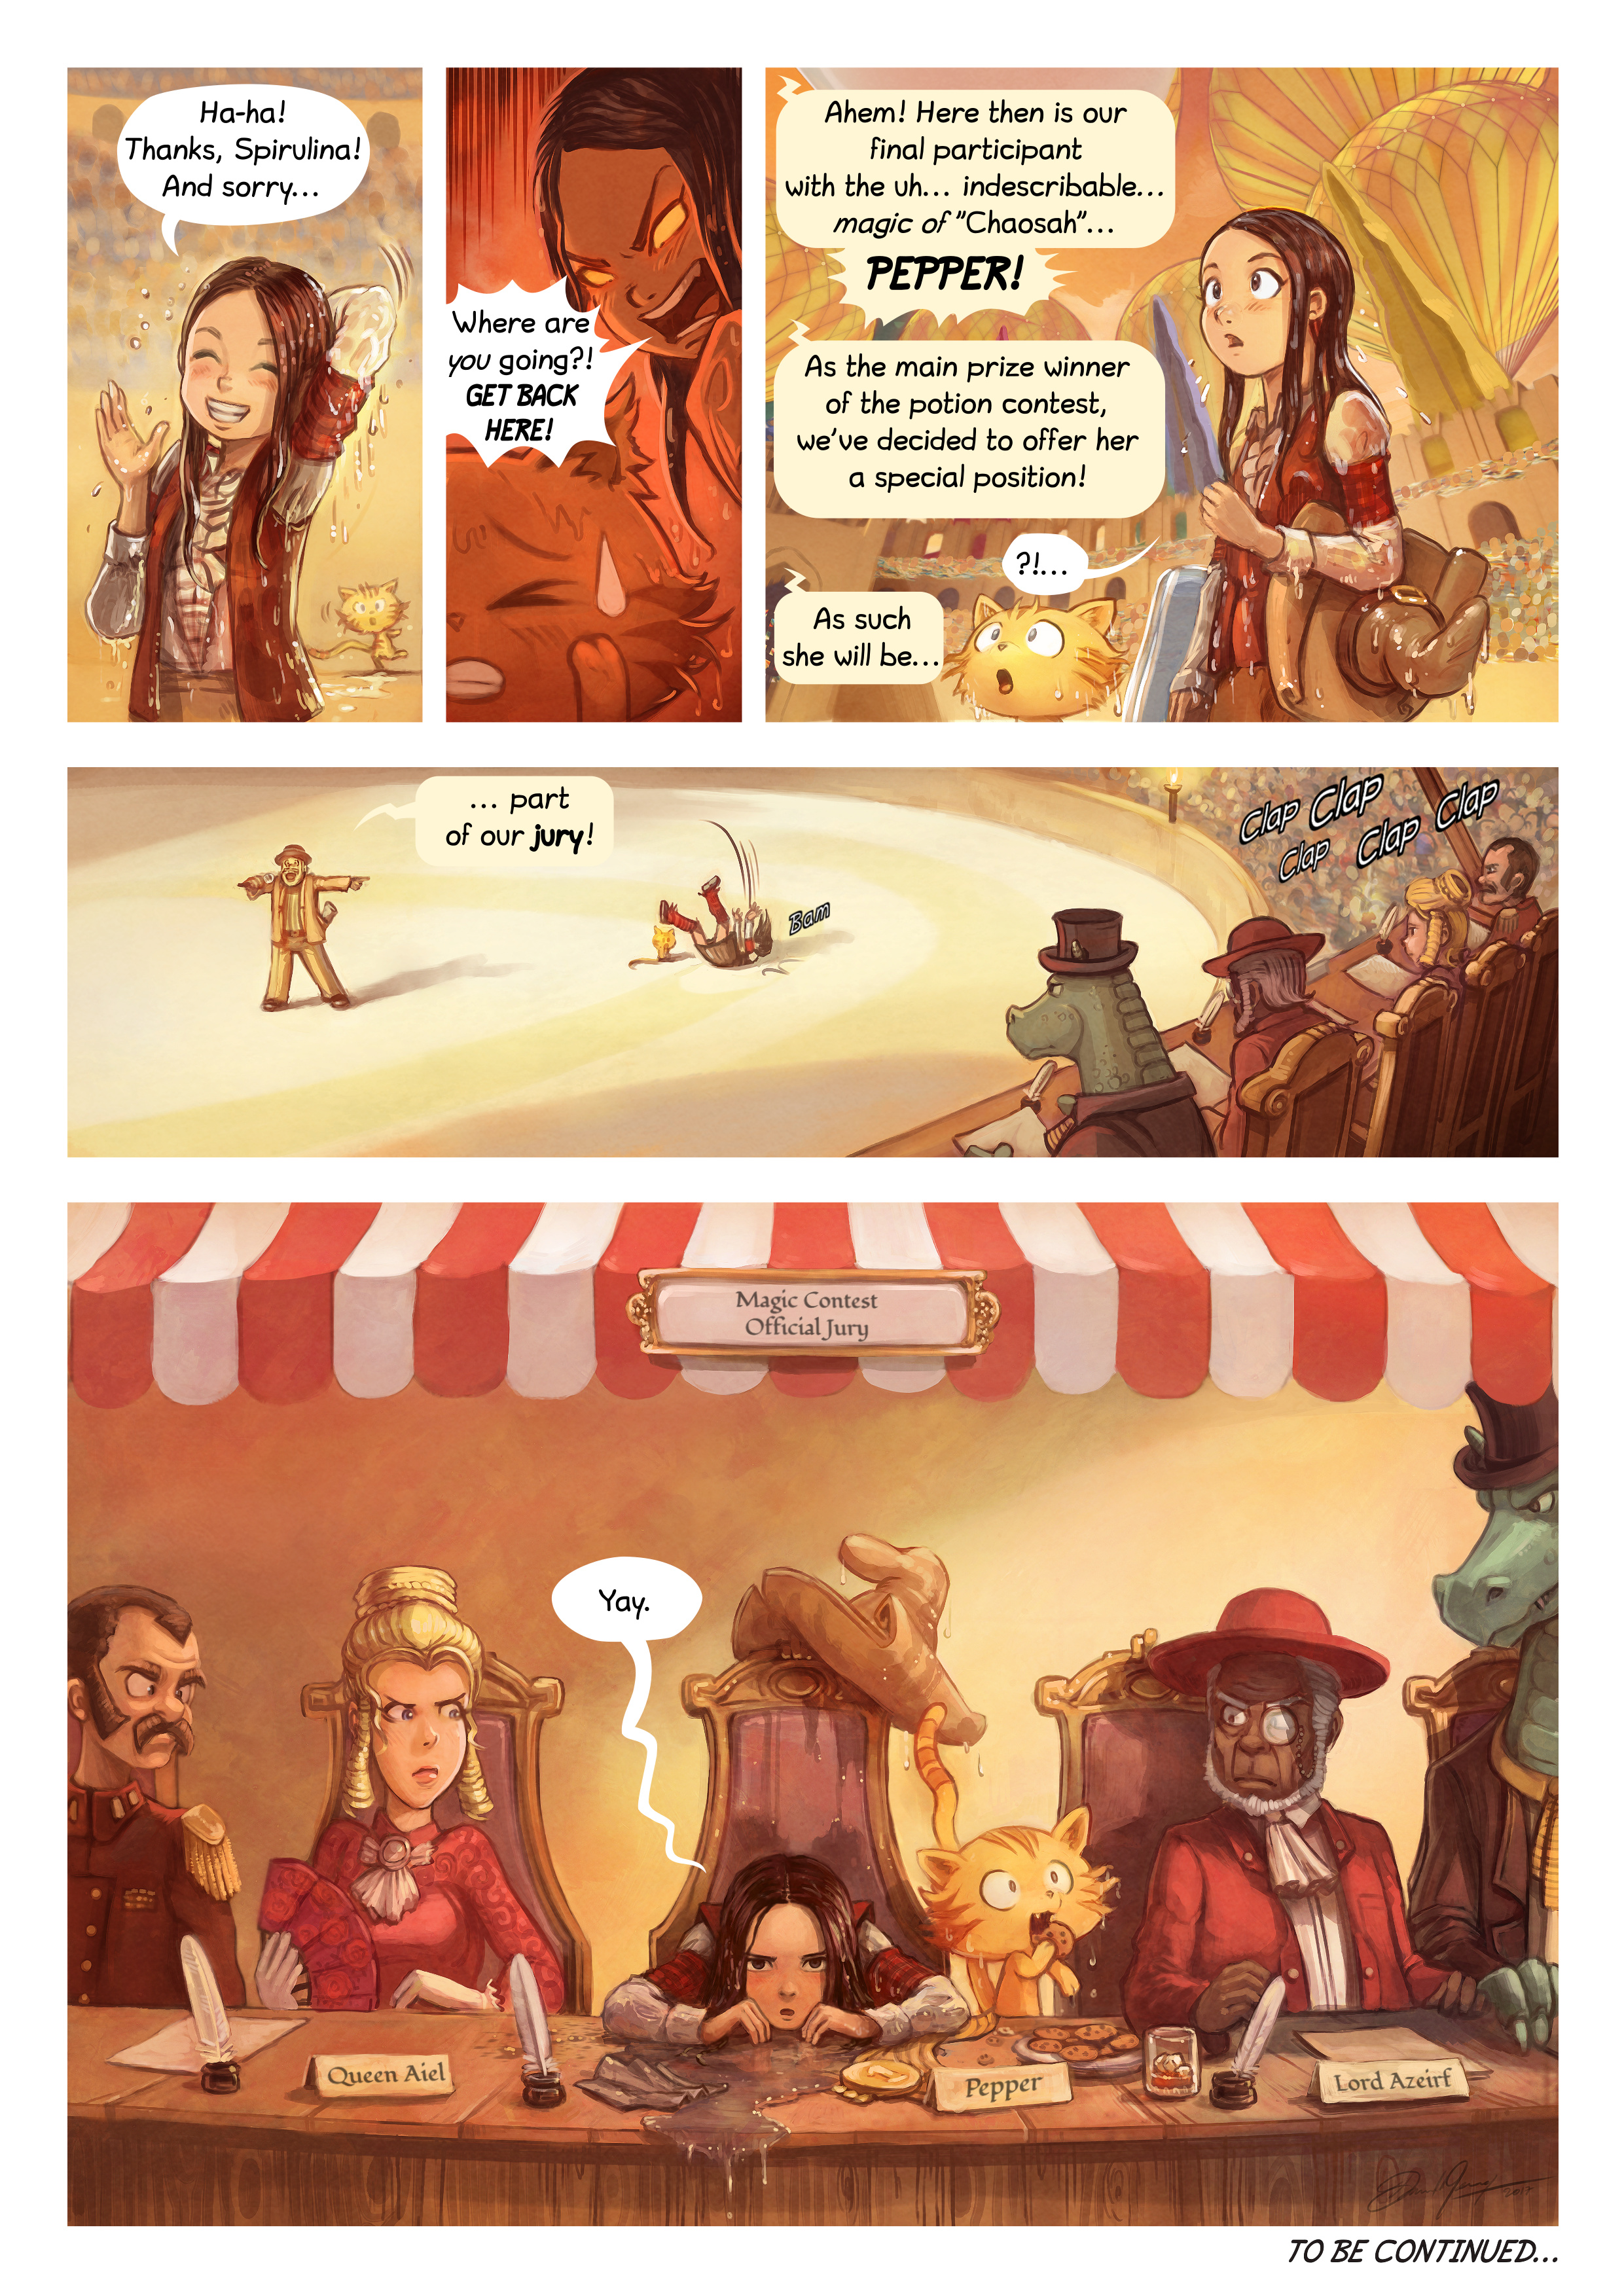 Ha-ha!
Thanks, Spirulina!
And sorry...
Where are
you going?!
GET BACK
HERE!
Ahem! Here then is our
final participant
with the uh... indescribable...
magic of "Chaosah"...
PEPPER!
As the main prize winner
of the potion contest,
we've decided to offer her
a special position!
?!...
As such
she will be...
... part
of our jury!
Bam
Clap Clap
Clap Clap Clap
Magic Contest
Official Jury
Yay.
Queen Aiel
Pepper
Lord Azeirf
2017
TO BE CONTINUED...